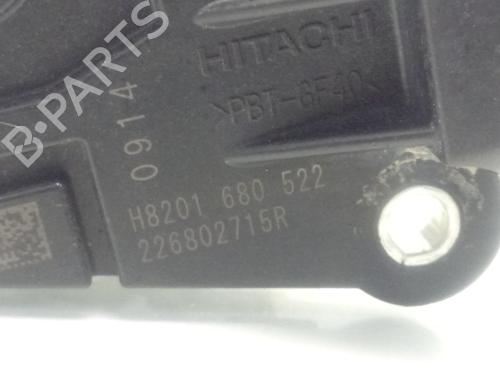 HITACHI
>PBT-GF40<
0914
H8201 680 522
226802715R
B-PARTS